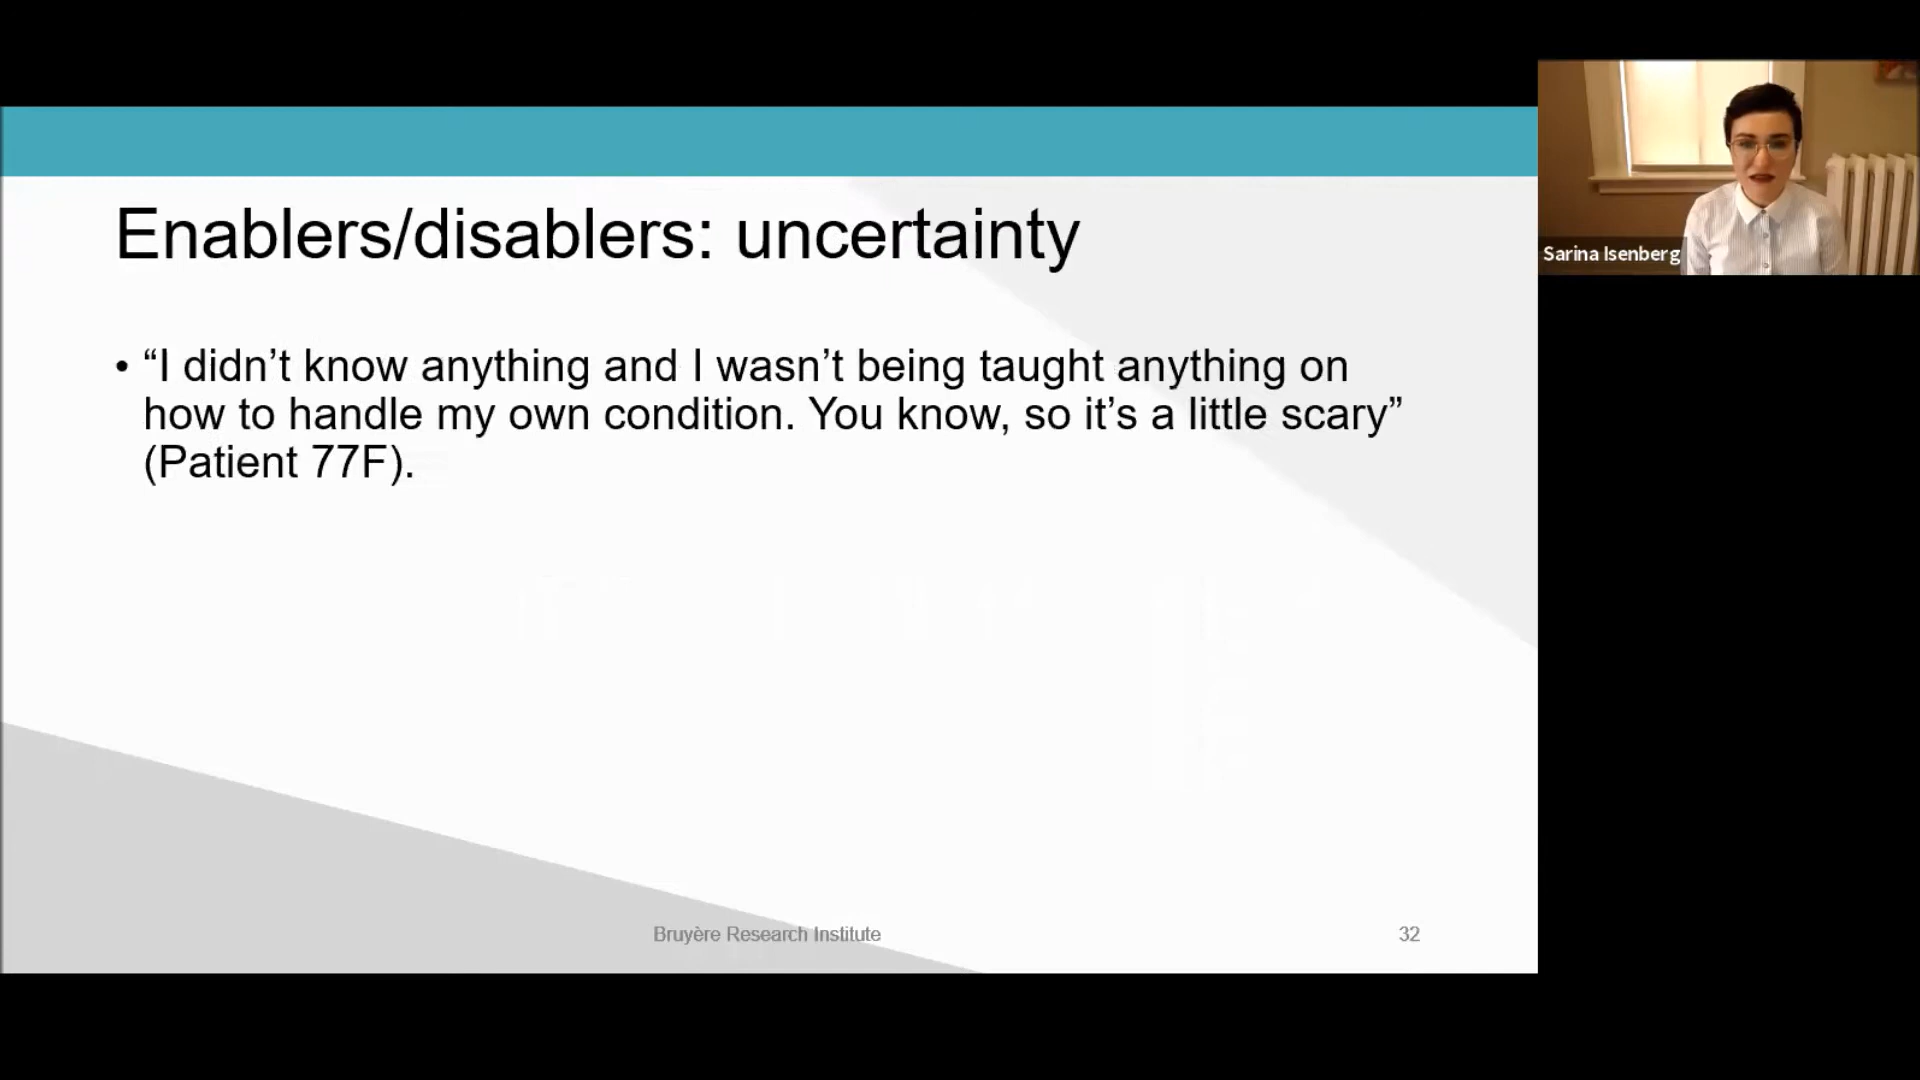 Enablers/disablers: uncertainty
• “I didn’t know anything and I wasn’t being taught anything on
how to handle my own condition. You know, so it’s a little scary”
(Patient 77F).
Bruyère Research Institute
32
Sarina Isenberg